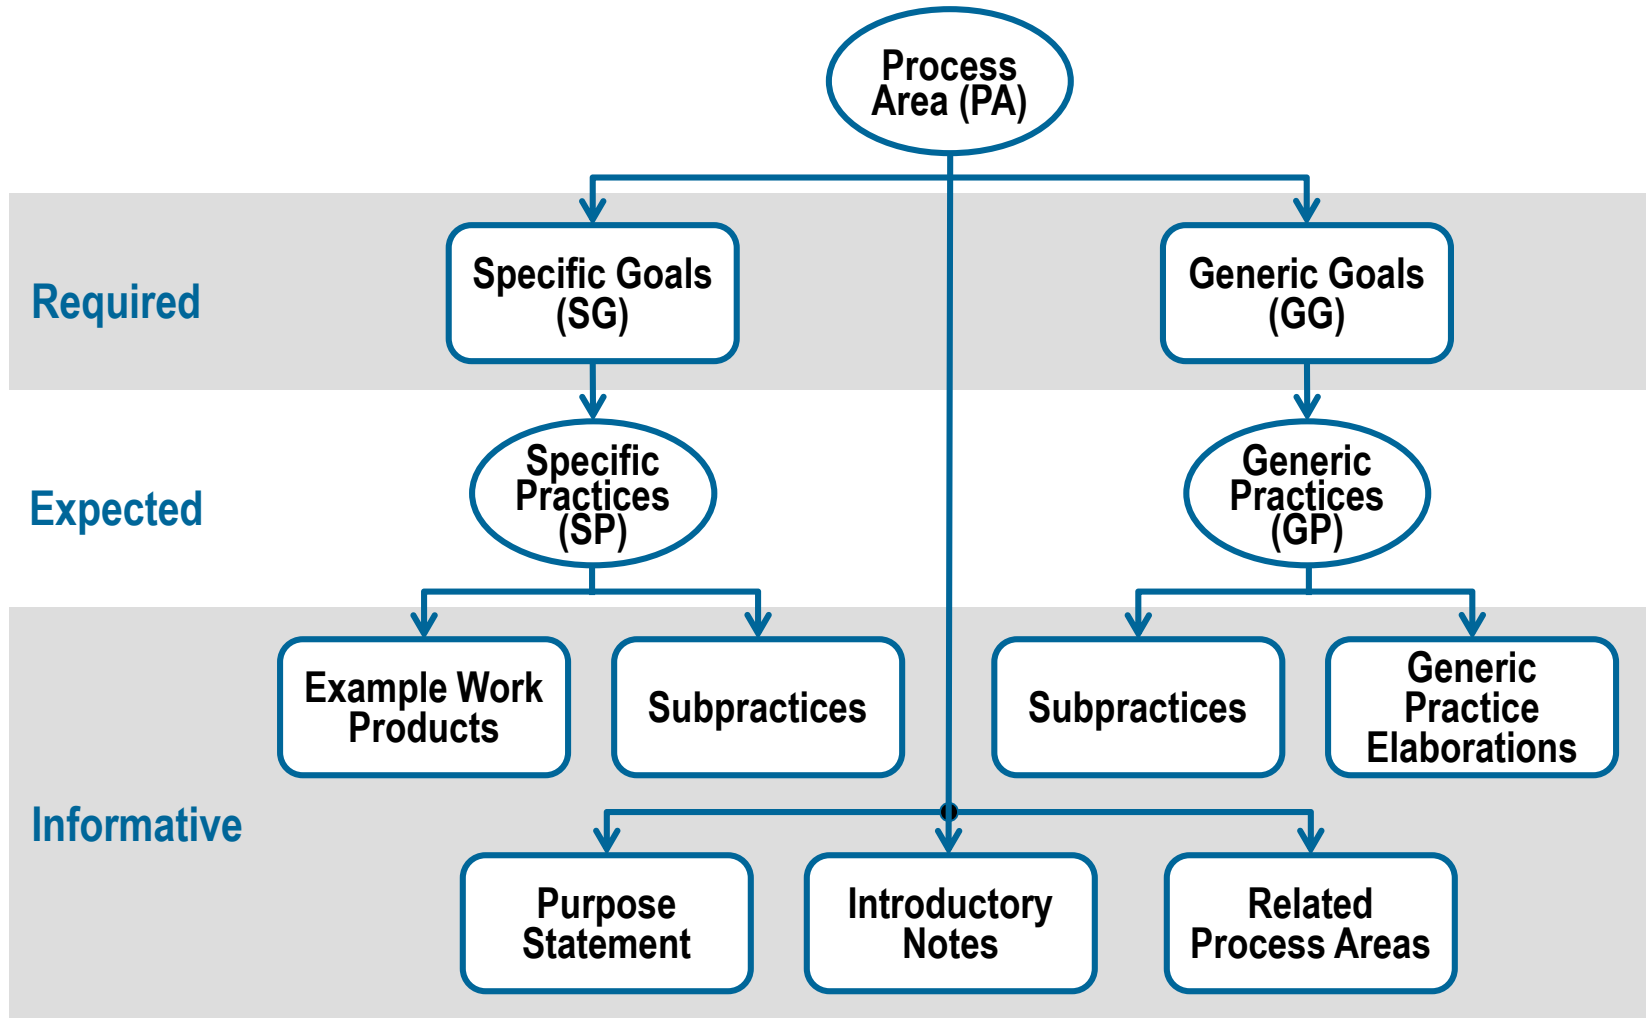 Process
Area (PA)
Required
Specific Goals
(SG)
Generic Goals
(GG)
Expected
Specific
Practices
(SP)
Generic
Practices
(GP)
Informative
Example Work
Products
Subpractices
Subpractices
Generic
Practice
Elaborations
Purpose
Statement
Introductory
Notes
Related
Process Areas